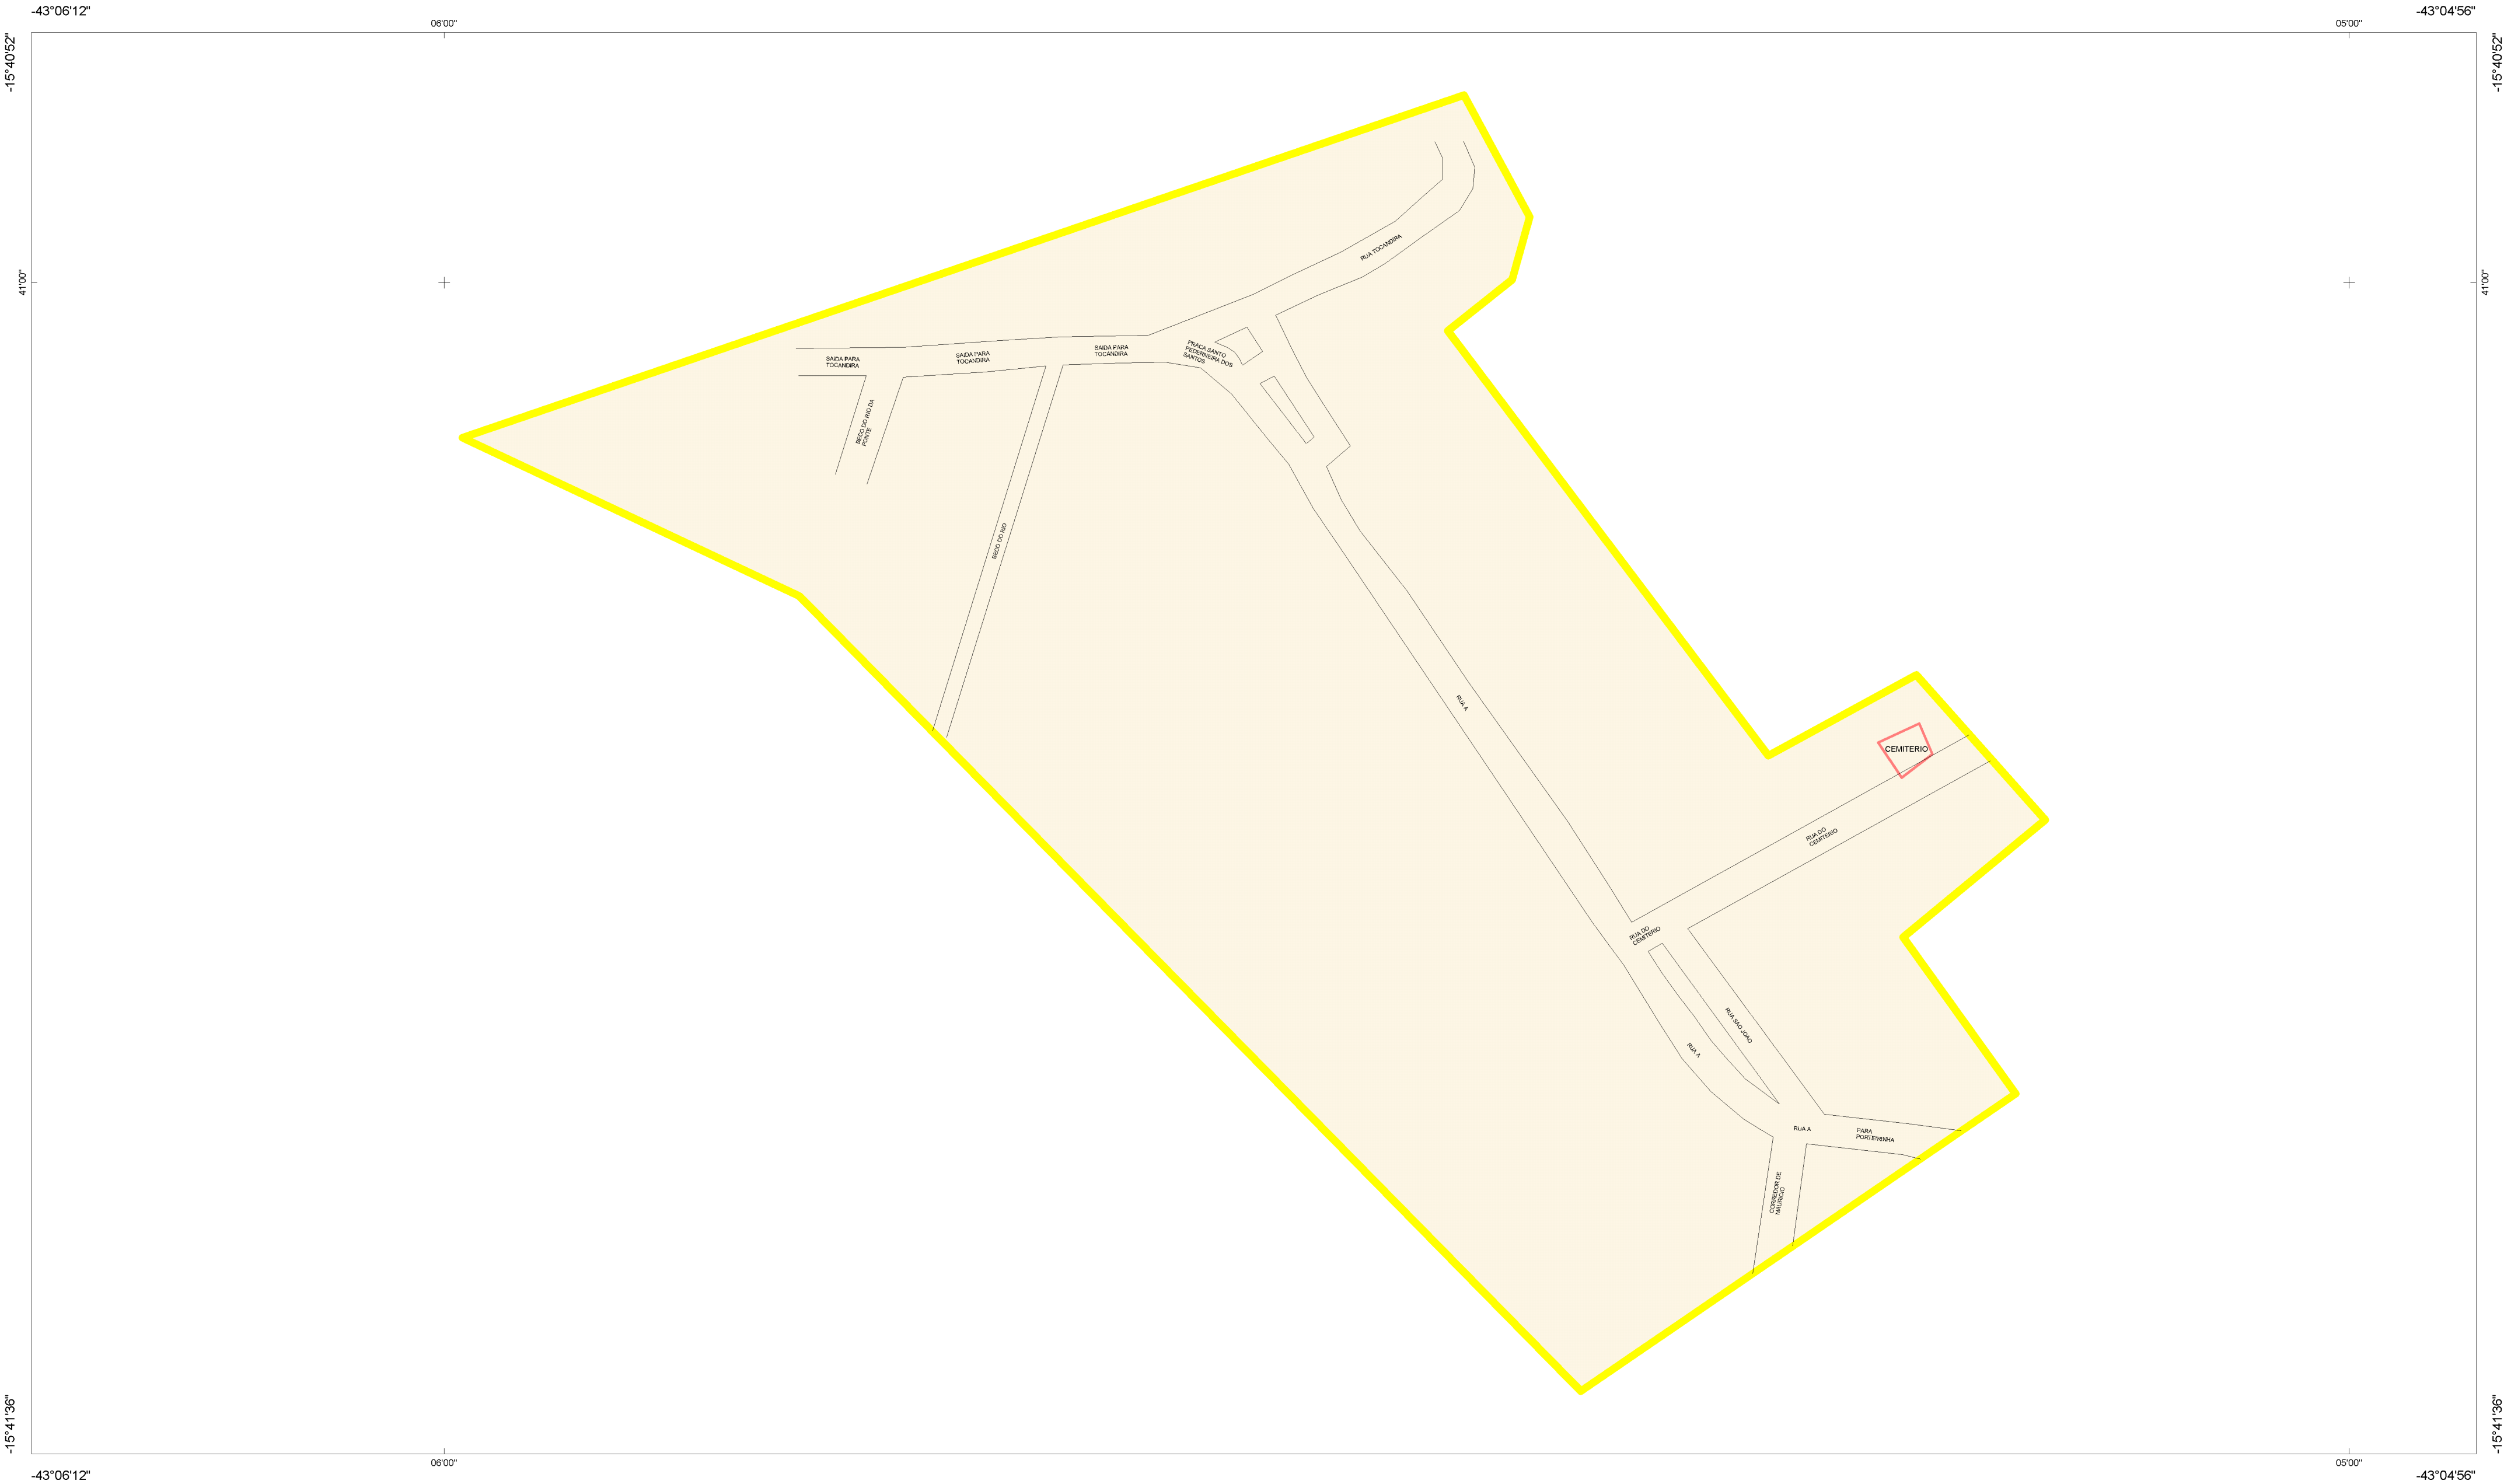 -43°06'12"
-43°04'56"
06'00"
05'00"
-15°40'52"
-15°40'52"
41'00"
41'00"
RUA TOCANDIRA
SAIDA PARA
TOCANDIRA
SAIDA PARA
TOCANDIRA
SAIDA PARA
TOCANDIRA
PRACA SANTO
PEDERNEIRA DOS
SANTOS
BECO DO RIO DA
PONTE
BECO DO RIO
RUA A
CEMITERIO
RUA DO
CEMITERIO
RUA DO
CEMITERIO
RUA SAO JOAO
RUA A
RUA A
PARA
PORTEIRINHA
CORREDOR DE
MAURICIO
-15°41'36"
-15°41'36"
06'00"
05'00"
-43°06'12"
-43°04'56"